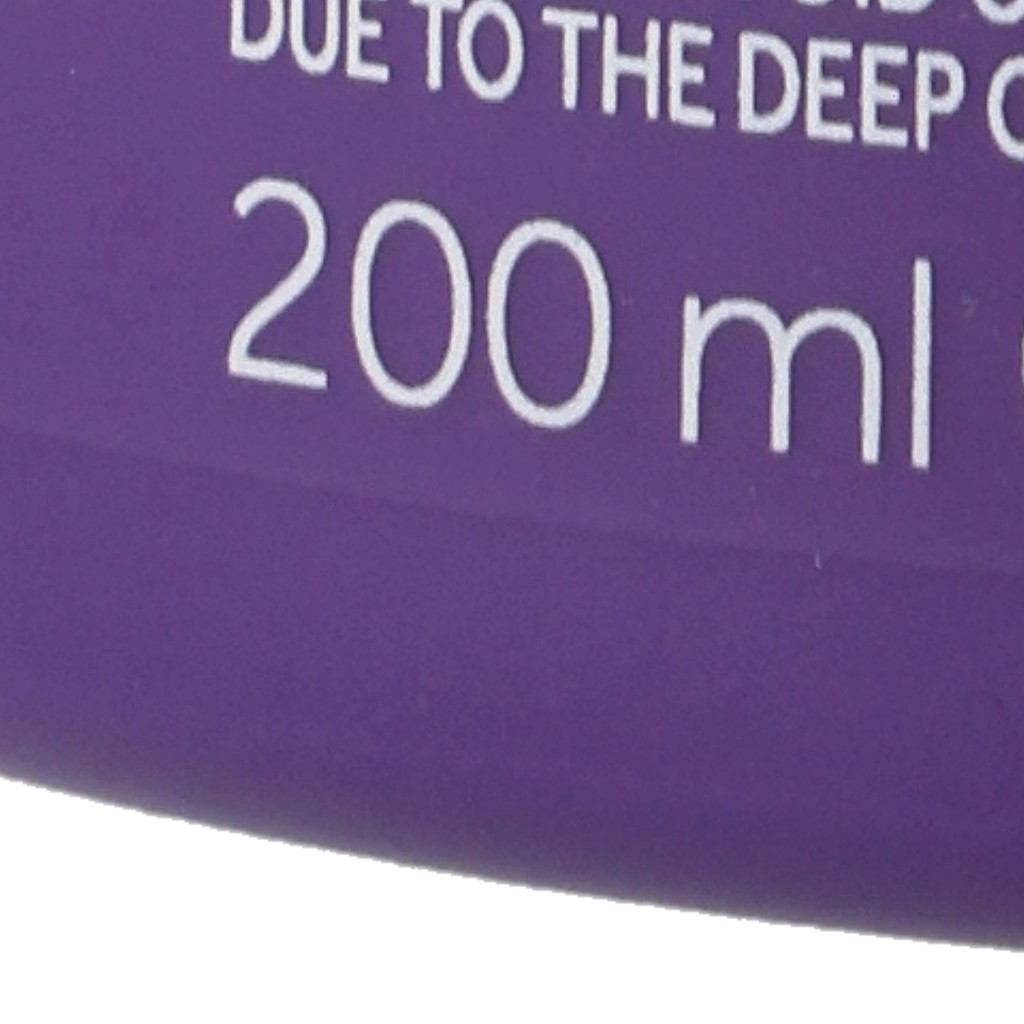 DUE TO THE DEEP
200 ml